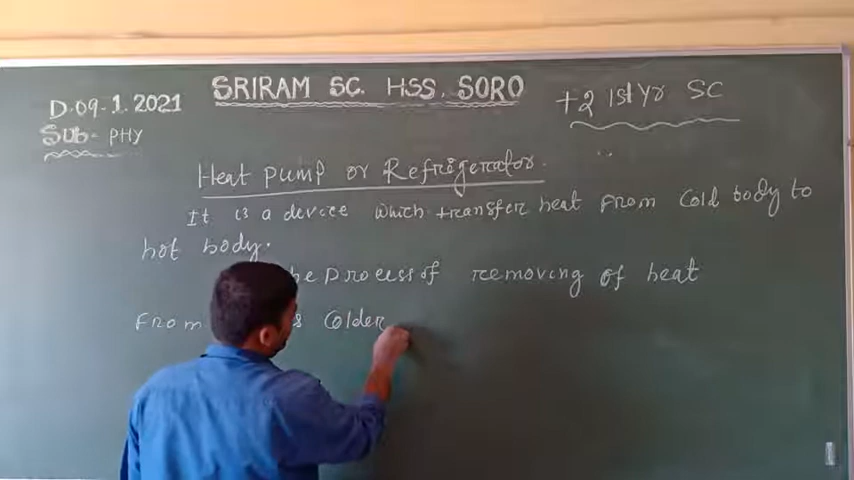 SRIRAM SC. HSS. SORO
+2 1st Yr SC
D.09-1.2021
Sub- PHY
Heat Pump or Refrigerator.
It is a device which transfer heat From Cold body to
hot body.
Process of removing of heat
From Colder